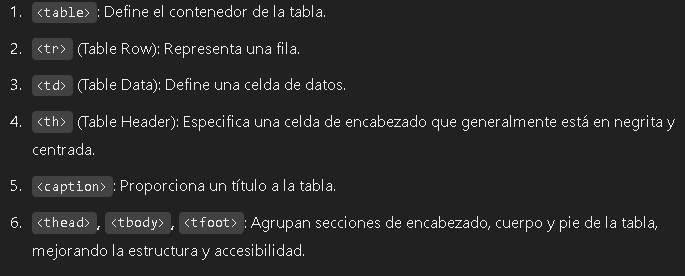 1. <table>: Define el contenedor de la tabla.
2. <tr> (Table Row): Representa una fila.
3. <td> (Table Data): Define una celda de datos.
4. <th> (Table Header): Especifica una celda de encabezado que generalmente está en negrita y
centrada.
5. <caption>: Proporciona un título a la tabla.
6. <thead>, <tbody>, <tfoot>: Agrupan secciones de encabezado, cuerpo y pie de la tabla,
mejorando la estructura y accesibilidad.